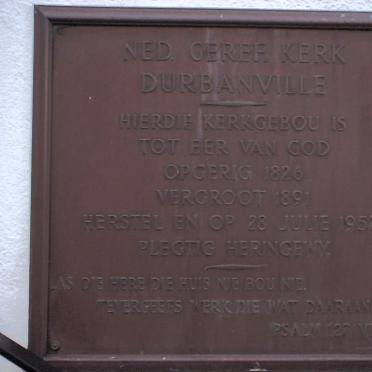 NED. GEREF. KERK
DURBANVILLE
HIERDIE KERKGEBOU IS
TOT EER VAN GOD
OPGERIG 1826
VERGROOT 1891
HERSTEL EN OP 28 JULIE 195
PLEGTIG HERINGEWY.
AS DIE HERE DIE HUIS NIE BOU NIE,
TEVERGEEFS WERK DIE WAT DAARAAN
PSALM 127 V